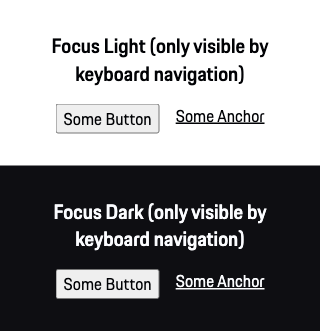 Focus Light (only visible by
keyboard navigation)
Some Button Some Anchor
Focus Dark (only visible by
keyboard navigation)
Some Button Some Anchor